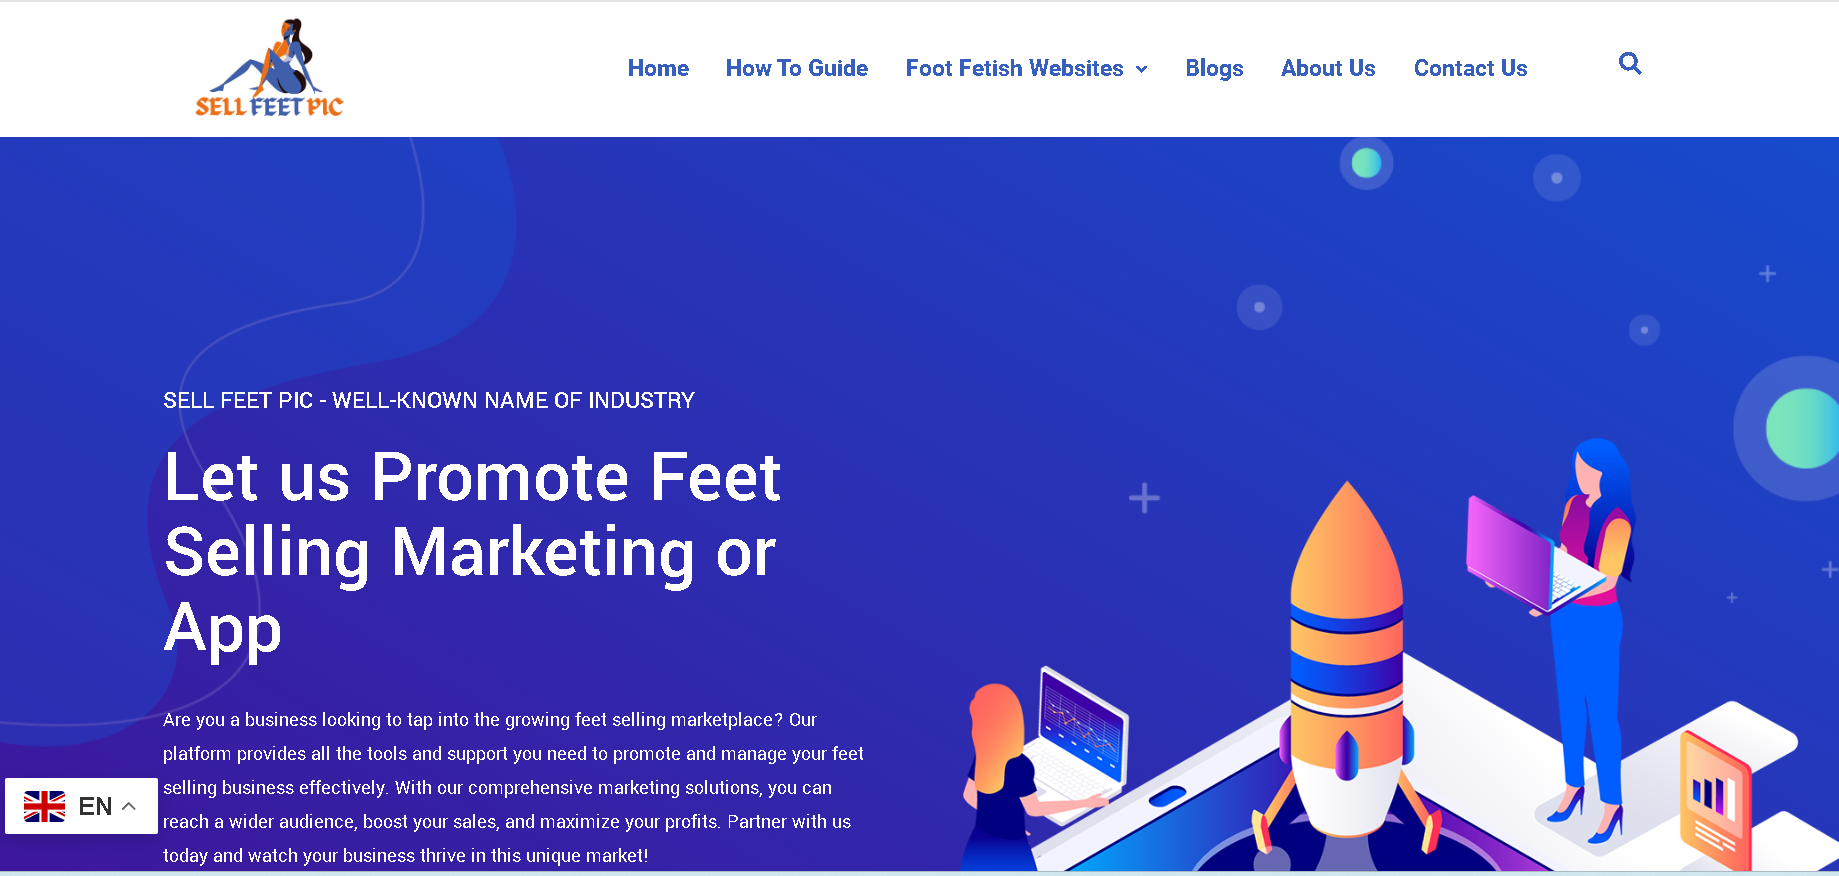 SELL FEET PIC
Home How To Guide Foot Fetish Websites Blogs About Us Contact Us
SELL FEET PIC - WELL-KNOWN NAME OF INDUSTRY
Let us Promote Feet
Selling Marketing or
App
Are you a business looking to tap into the growing feet selling marketplace? Our
platform provides all the tools and support you need to promote and manage your feet
selling business effectively. With our comprehensive marketing solutions, you can
reach a wider audience, boost your sales, and maximize your profits. Partner with us
today and watch your business thrive in this unique market!
EN